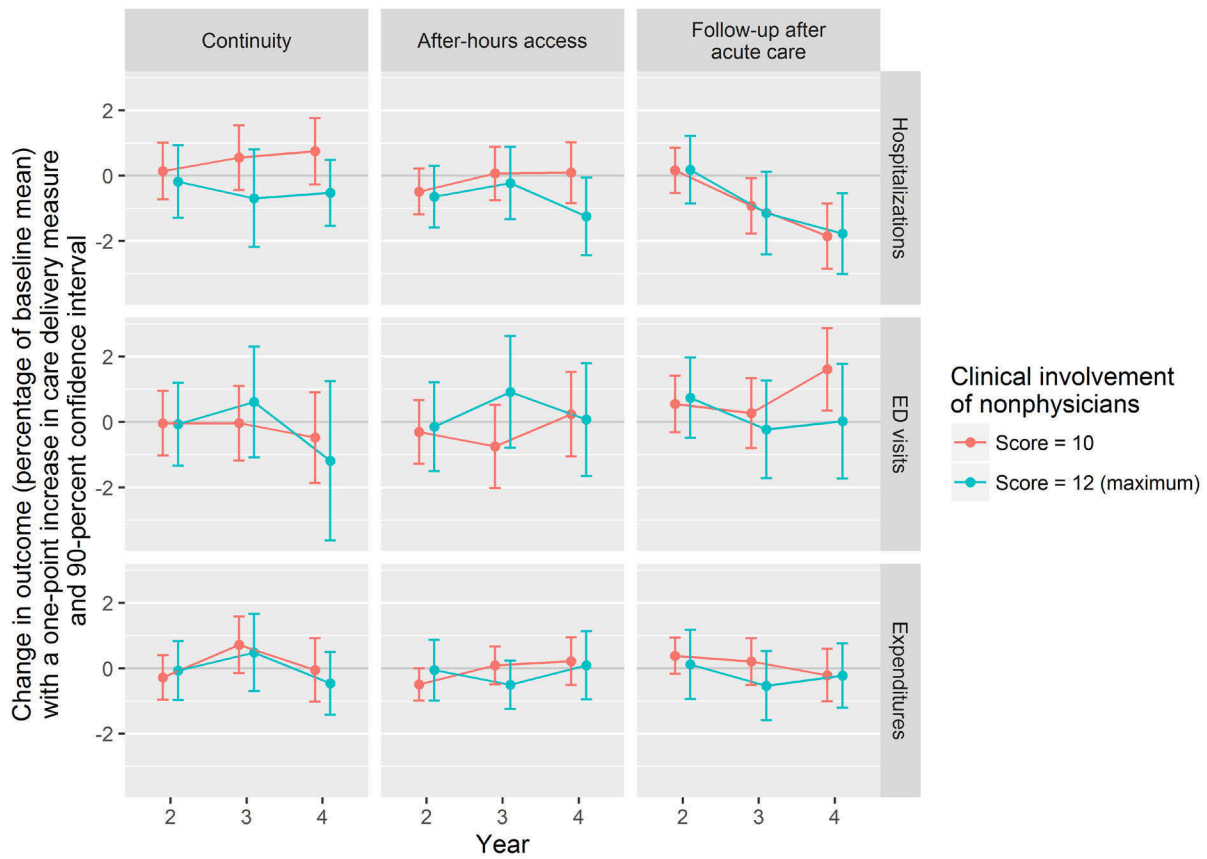 Continuity
After-hours access
Follow-up after
acute care
Change in outcome (percentage of baseline mean)
with a one-point increase in care delivery measure
and 90-percent confidence interval
2
0
-2
Hospitalizations
2
0
-2
ED visits
2
0
-2
Expenditures
2 3 4
2 3 4
2 3 4
Year
Clinical involvement
of nonphysicians
Score = 10
Score = 12 (maximum)